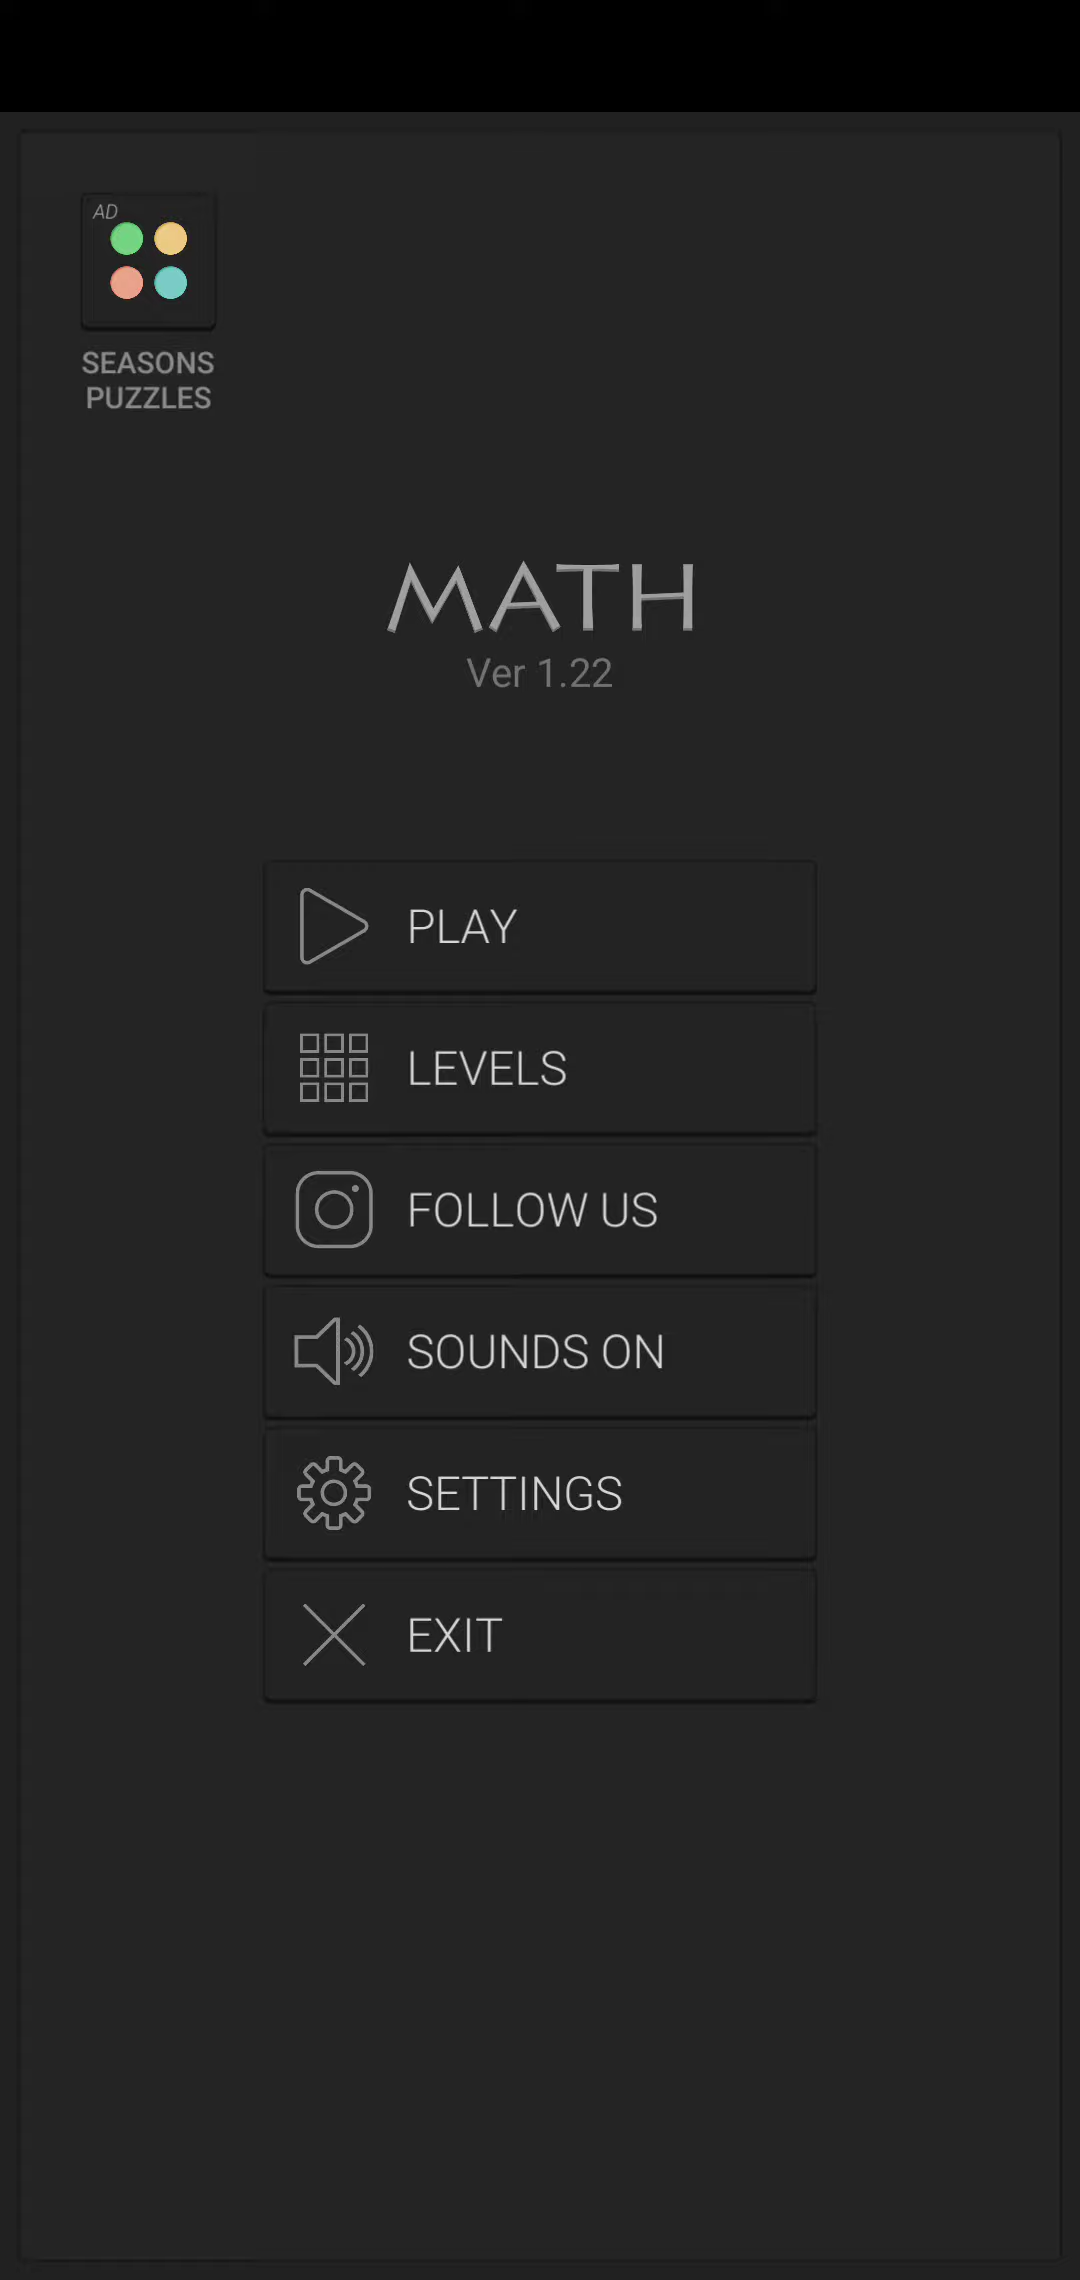 AD
SEASONS
PUZZLES
MATH
Ver 1.22
PLAY
LEVELS
FOLLOW US
SOUNDS ON
SETTINGS
EXIT